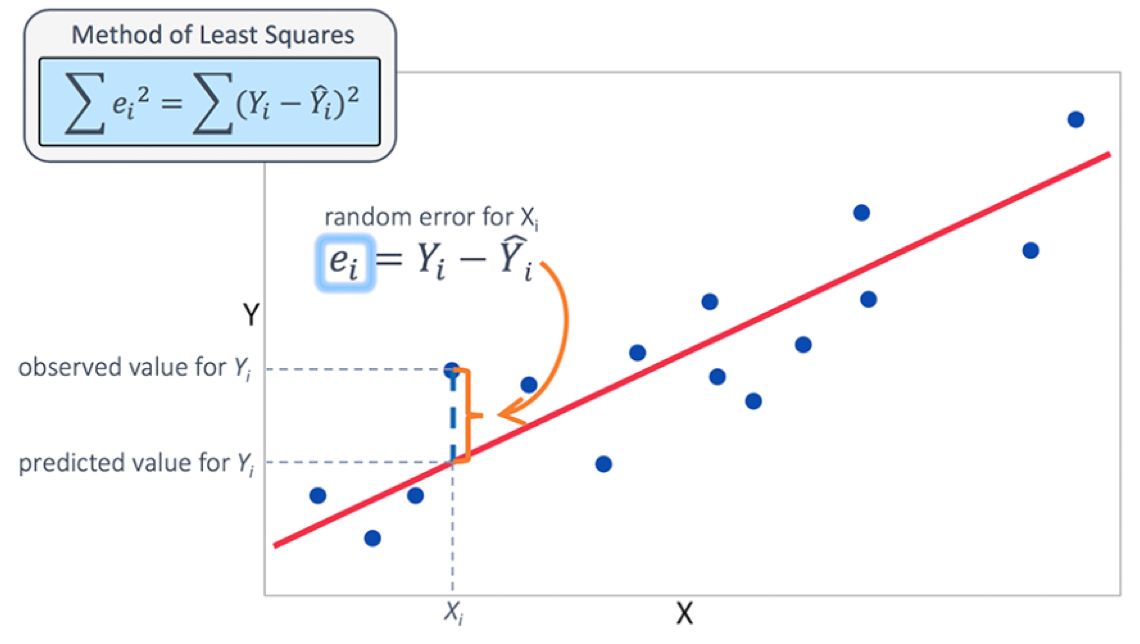 Method of Least Squares
∑ eᵢ² = ∑(Yᵢ − Ŷᵢ)²
random error for Xᵢ
eᵢ = Yᵢ − Ŷᵢ
Y
observed value for Yᵢ
predicted value for Yᵢ
Xᵢ
X